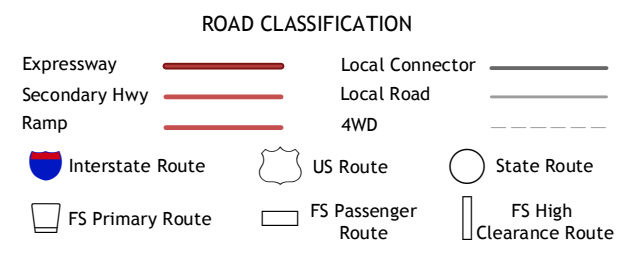 ROAD CLASSIFICATION
Expressway
Local Connector
Secondary Hwy
Local Road
Ramp
4WD
Interstate Route
US Route
State Route
FS Primary Route
FS Passenger
Route
FS High
Clearance Route